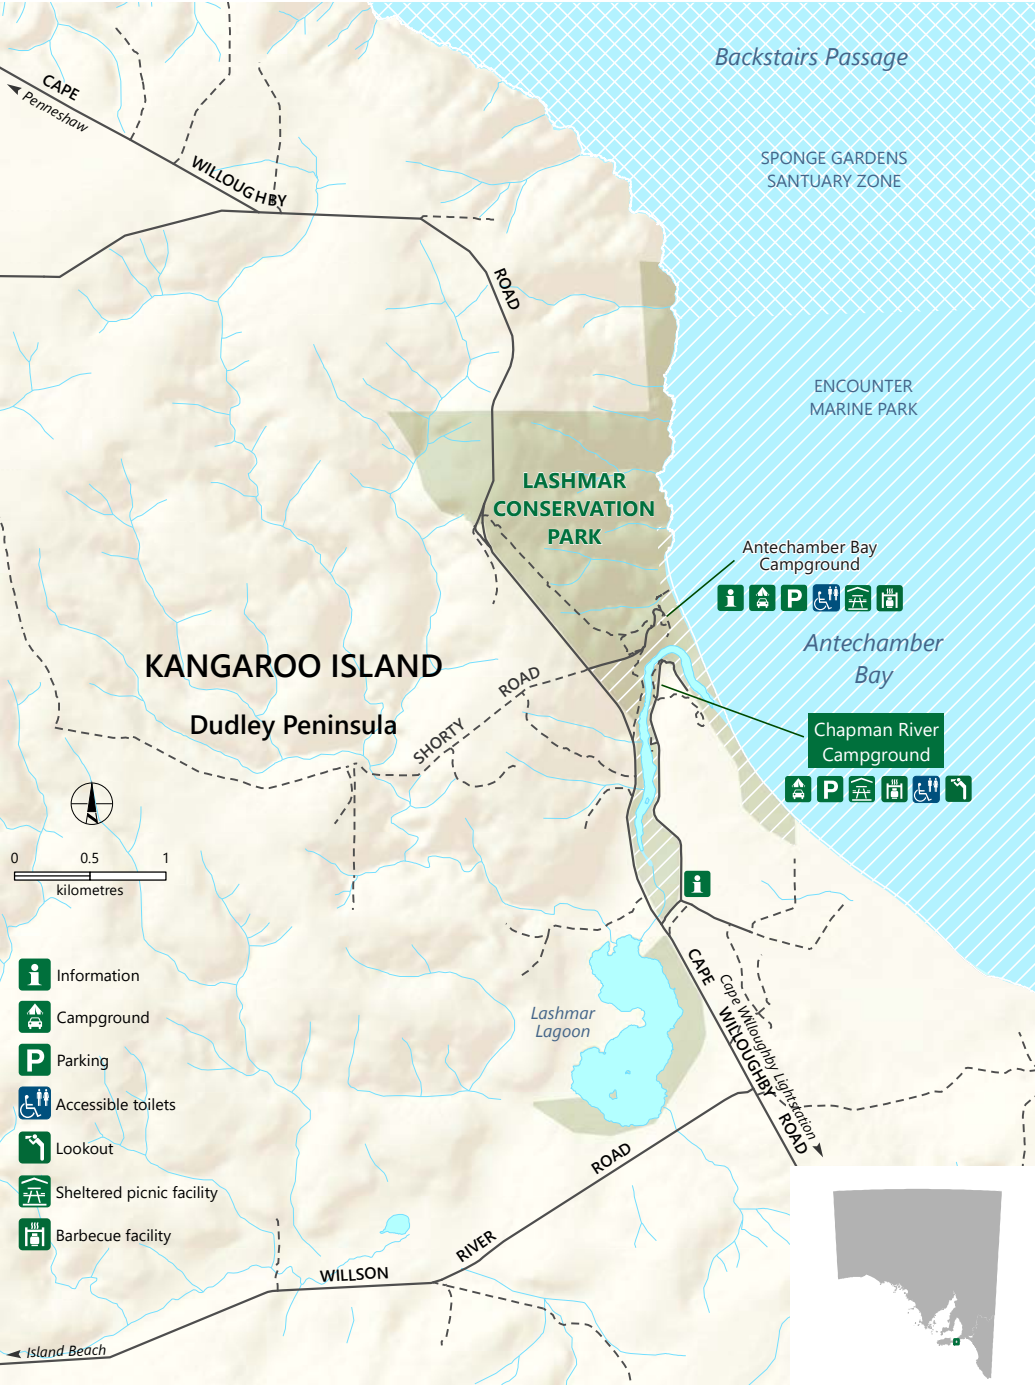 Backstairs Passage
CAPE
Penneshaw
SPONGE GARDENS
SANTUARY ZONE
WILLOUGHBY
ROAD
ENCOUNTER
MARINE PARK
LASHMAR
CONSERVATION
PARK
Antechamber Bay
Campground
i
P
Antechamber
Bay
KANGAROO ISLAND
Dudley Peninsula
SHORTY
ROAD
Chapman River
Campground
P
0 0.5 1
kilometres
i
CAPE
WILLOUGHBY
ROAD
Cape Willoughby Lightstation
Lashmar
Lagoon
i Information
Campground
P Parking
Accessible toilets
Lookout
Sheltered picnic facility
Barbecue facility
WILLSON
RIVER
ROAD
Island Beach